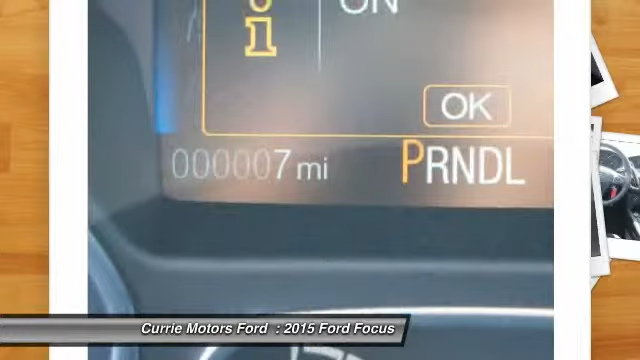 ON
i
OK
000007 mi
PRNDL
Currie Motors Ford : 2015 Ford Focus